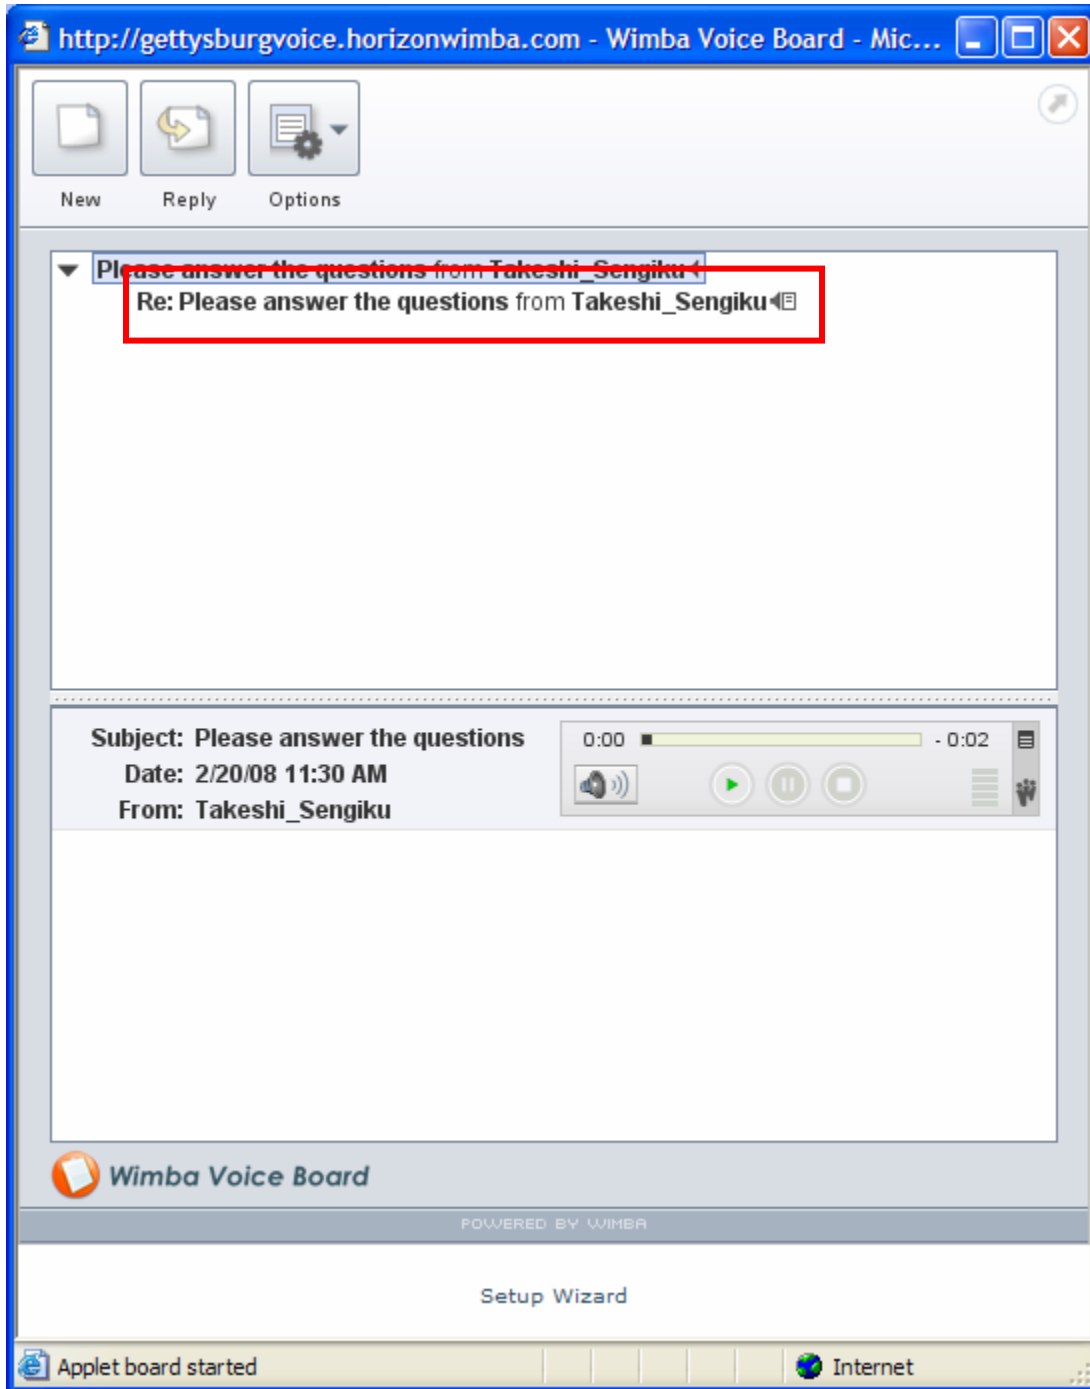 http://gettysburgvoice.horizonwimba.com - Wimba Voice Board - Mic...
New Reply Options
Please answer the questions from Takeshi_Sengiku
Re: Please answer the questions from Takeshi_Sengiku
Subject: Please answer the questions
0:00 - 0:02
Date: 2/20/08 11:30 AM
From: Takeshi_Sengiku
Wimba Voice Board
POWERED BY WIMBA
Setup Wizard
Applet board started Internet